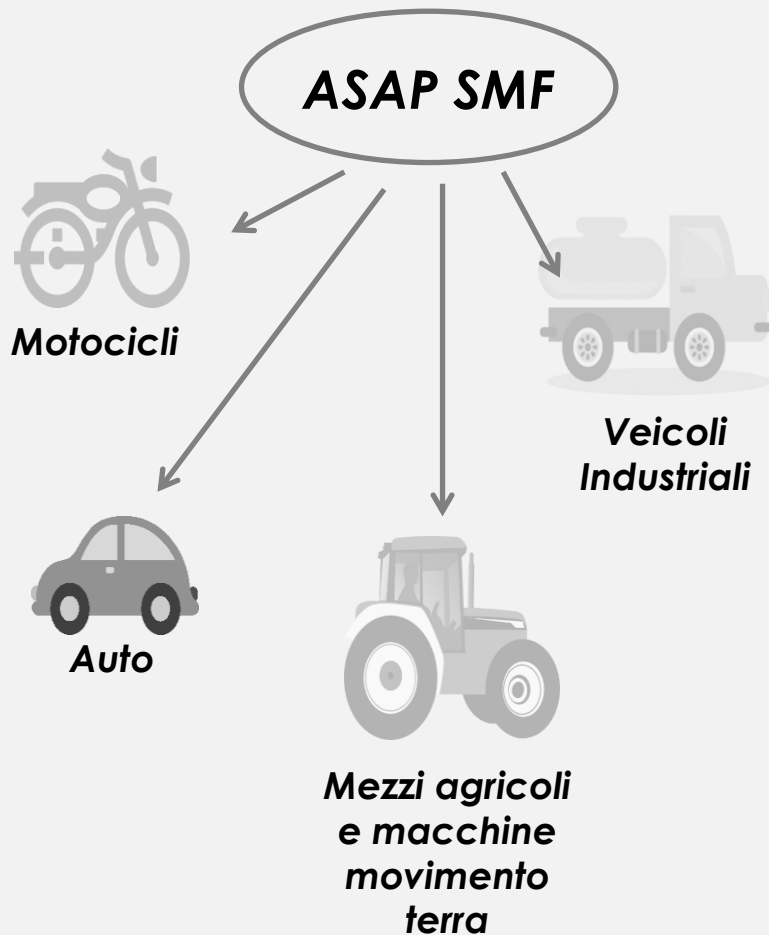 ASAP SMF
Motocicli
Veicoli
Industriali
Auto
Mezzi agricoli
e macchine
movimento
terra